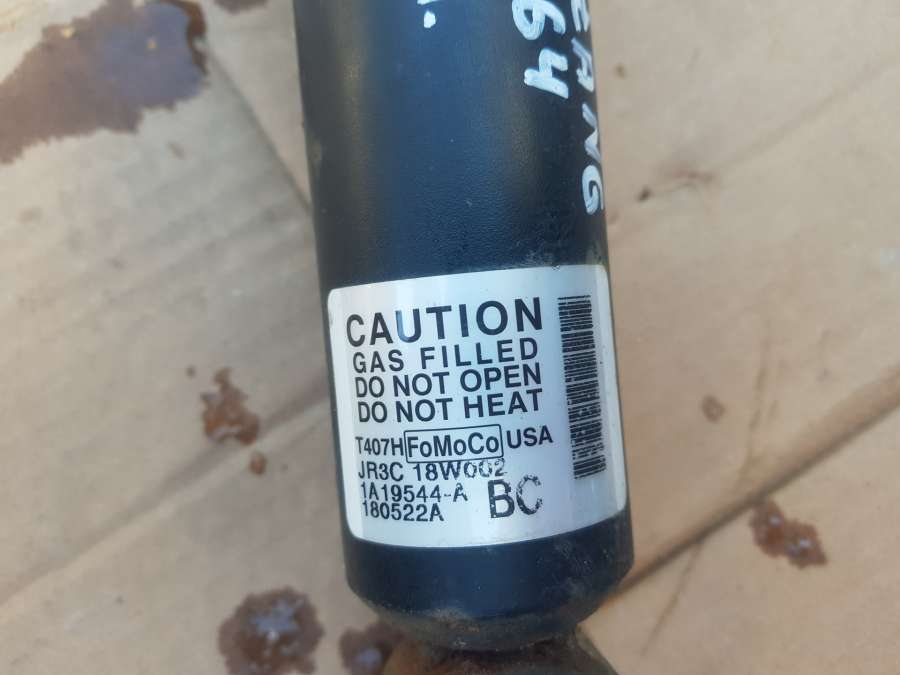 CAUTION
GAS FILLED
DO NOT OPEN
DO NOT HEAT
T407H FoMoCo USA
JR3C 18W002
1A19544-A
180522A
BC